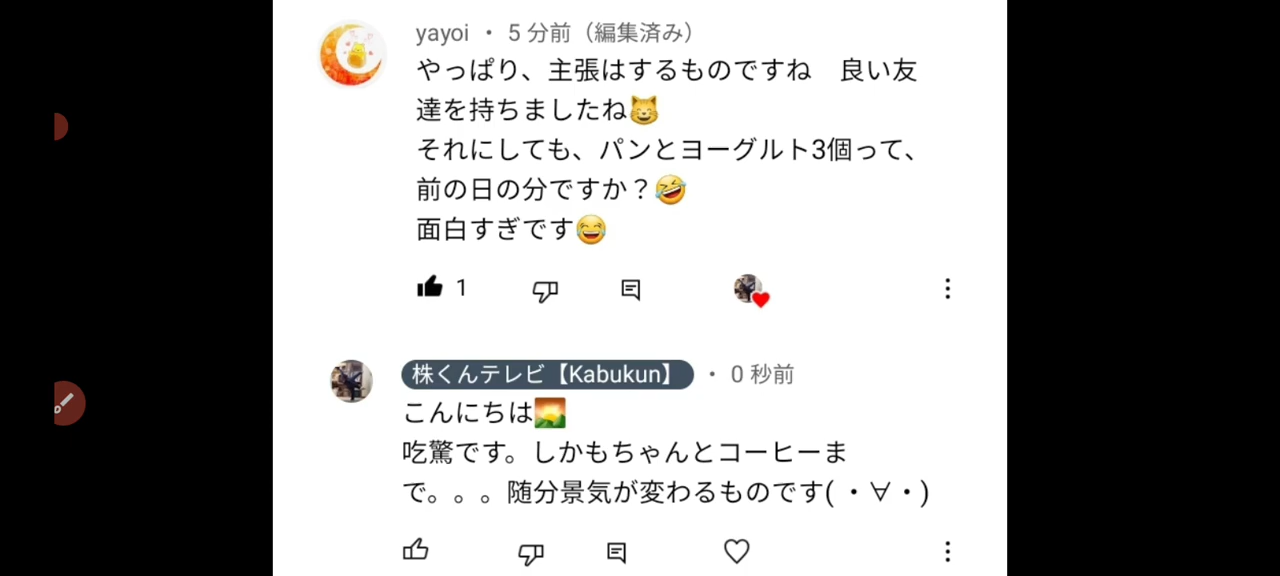 yayoi ・ 5 分前（編集済み）
やっぱり、主張はするものですね　良い友
達を持ちましたね😸
それにしても、パンとヨーグルト3個って、
前の日の分ですか？🤣
面白すぎです😂
1
株くんテレビ【Kabukun】 ・ 0 秒前
こんにちは🌄
吃驚です。しかもちゃんとコーヒーま
で。。。随分景気が変わるものです( ・∀・)